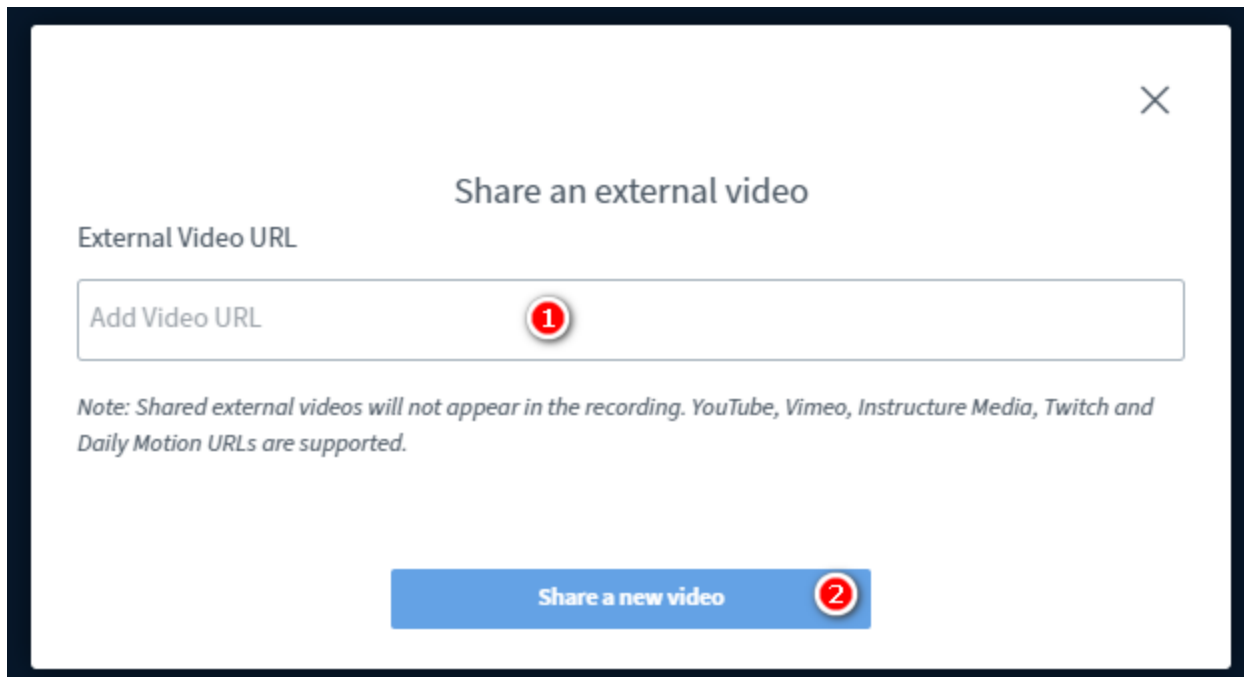 Share an external video
External Video URL
Add Video URL
1
Note: Shared external videos will not appear in the recording. YouTube, Vimeo, Instructure Media, Twitch and
Daily Motion URLs are supported.
Share a new video
2